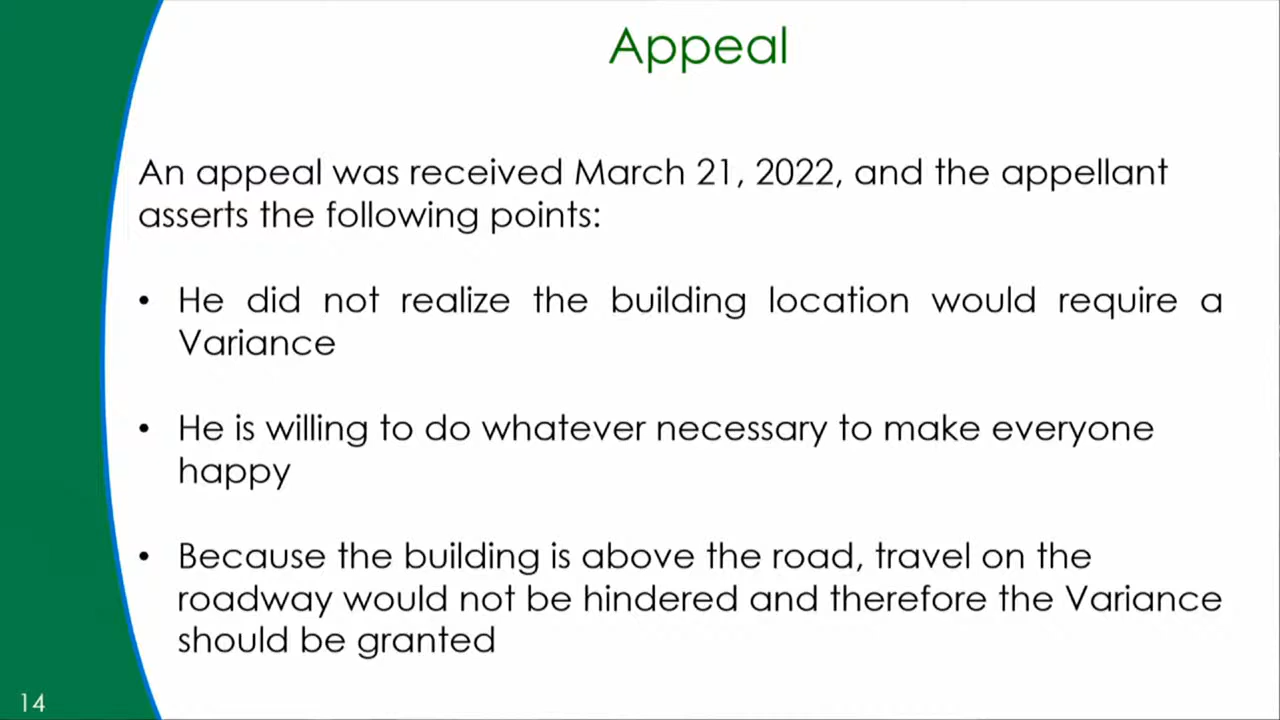 Appeal
An appeal was received March 21, 2022, and the appellant
asserts the following points:
• He did not realize the building location would require a
Variance
• He is willing to do whatever necessary to make everyone
happy
• Because the building is above the road, travel on the
roadway would not be hindered and therefore the Variance
should be granted
14